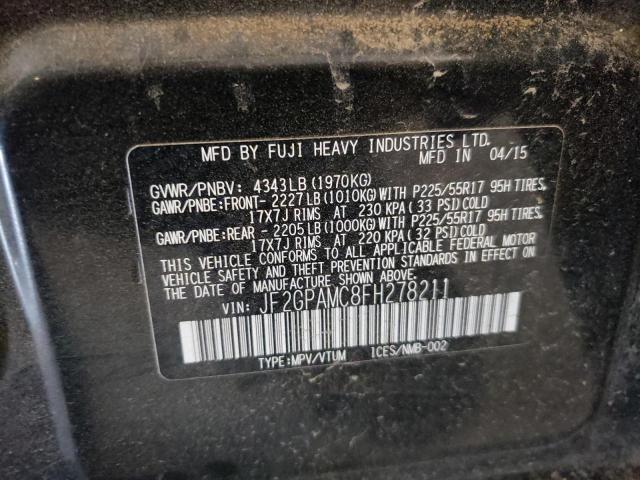 MFD BY FUJI HEAVY INDUSTRIES LTD.
MFD IN 04/15
GVWR/PNBV: 4343LB(1970KG)
GAWR/PNBE:FRONT- 2227LB(1010KG)WITH P225/55R17 95H TIRES,
17X7J RIMS AT 230 KPA(33 PSI)COLD
GAWR/PNBE:REAR - 2205LB(1000KG)WITH P225/55R17 95H TIRES,
17X7J RIMS AT 220 KPA(32 PSI)COLD
THIS VEHICLE CONFORMS TO ALL APPLICABLE FEDERAL MOTOR
VEHICLE SAFETY AND THEFT PREVENTION STANDARDS IN EFFECT ON
THE DATE OF MANUFACTURE SHOWN ABOVE.
VIN: JF2GPAMC8FH278211
TYPE:MPV/VTUM ICES/NMB-002